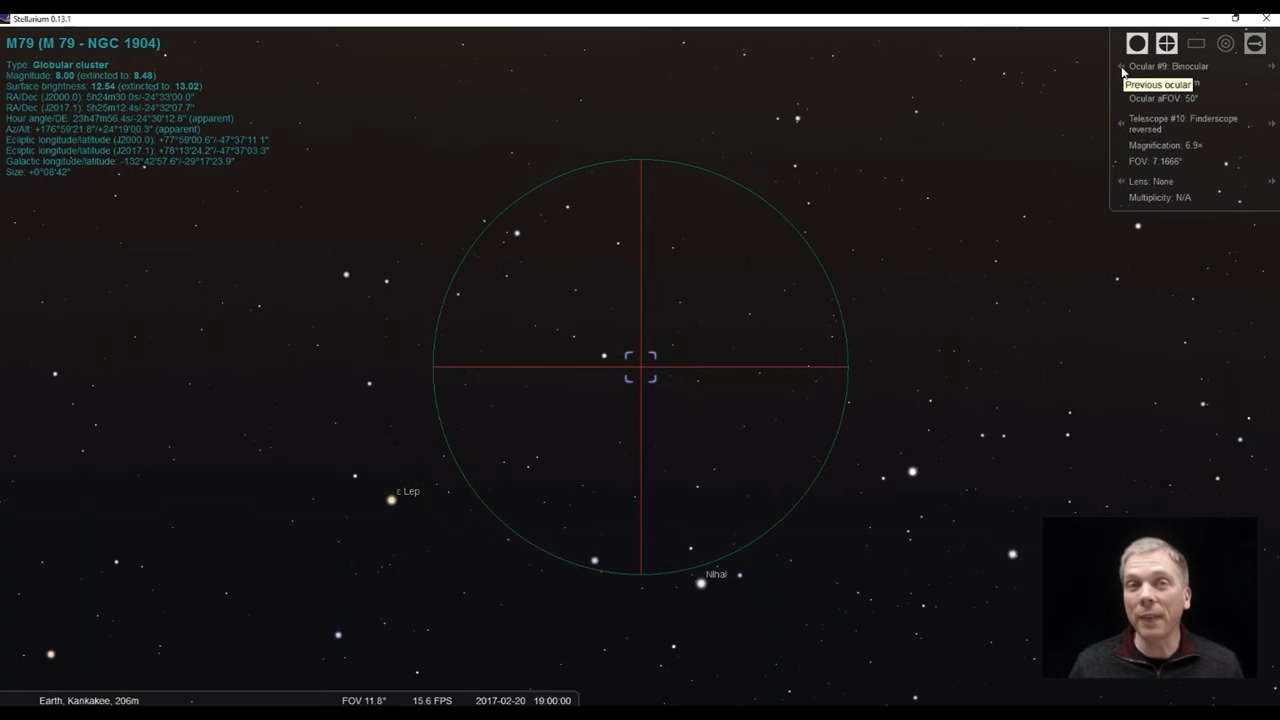 Stellarium 0.13.1
M79 (M 79 - NGC 1904)
Type: Globular cluster
Magnitude: 8.00 (extincted to: 8.48)
Surface brightness: 12.54 (extincted to: 13.02)
RA/Dec (J2000.0): 5h24m30.0s/-24°33'00.0"
RA/Dec (J2017.1): 5h25m12.4s/-24°32'07.7"
Hour angle/DE: 23h47m56.4s/-24°30'12.8" (apparent)
Az/Alt: +176°59'21.8"/+24°19'00.3" (apparent)
Ecliptic longitude/latitude (J2000.0): +77°59'00.6"/-47°37'11.1"
Ecliptic longitude/latitude (J2017.1): +78°13'24.2"/-47°37'03.3"
Galactic longitude/latitude: -132°42'57.6"/-29°17'23.9"
Size: +0°08'42"
Ocular #9: Binocular
Previous ocular
Ocular aFOV: 50°
Telescope #10: Finderscope
reversed
Magnification: 6.9×
FOV: 7.1666°
Lens: None
Multiplicity: N/A
ε Lep
Nihal
Earth, Kankakee, 206m
FOV 11.8°
15.6 FPS
2017-02-20
19:00:00